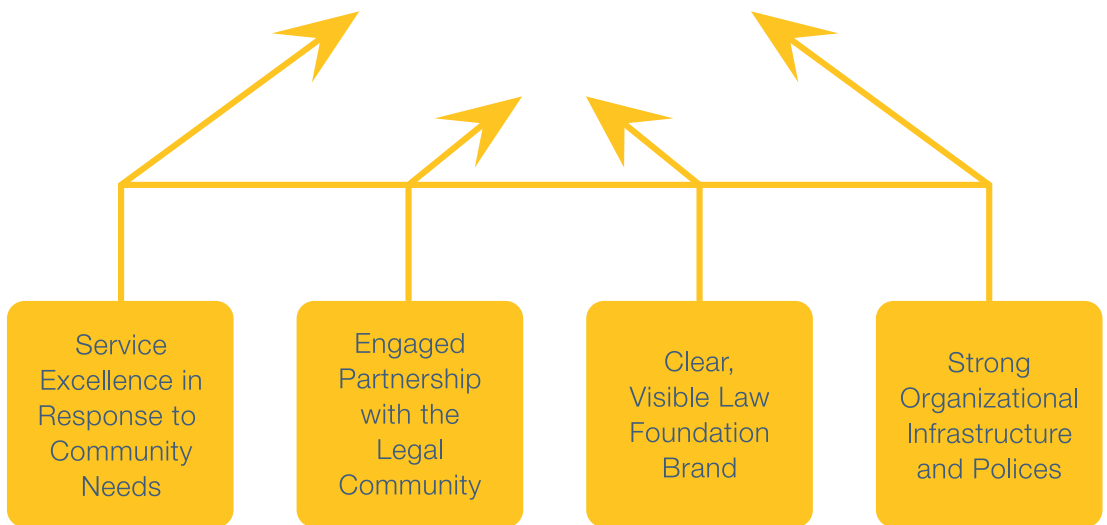 Service
Excellence in
Response to
Community
Needs
Engaged
Partnership
with the
Legal
Community
Clear,
Visible Law
Foundation
Brand
Strong
Organizational
Infrastructure
and Polices